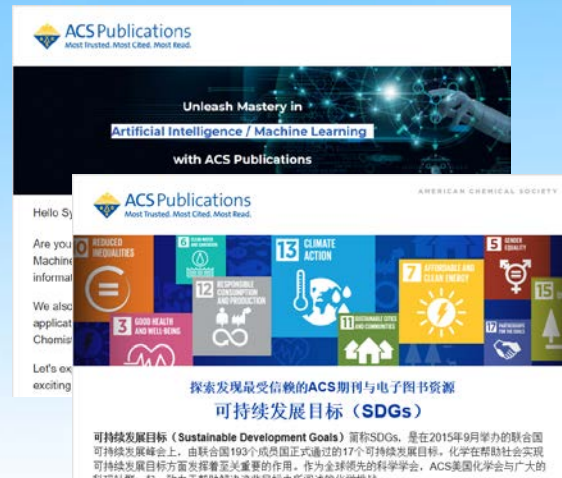 ACS Publications
Most Trusted. Most Cited. Most Read.
Unleash Mastery in
Artificial Intelligence / Machine Learning
with ACS Publications
Hello
Are you
Machine
We also
Let's
exciting
ACS Publications
Most Trusted. Most Cited. Most Read.
AMERICAN CHEMICAL SOCIETY
REDUCED INEQUALITIES
6 CLEAN WATER AND SANITATION
13 CLIMATE ACTION
5 GENDER EQUALITY
12 RESPONSIBLE CONSUMPTION AND PRODUCTION
7 AFFORDABLE AND CLEAN ENERGY
15
3 GOOD HEALTH AND WELL-BEING
11 SUSTAINABLE CITIES AND COMMUNITIES
17 PARTNERSHIPS FOR THE GOALS
探索发现最受信赖的ACS期刊与电子图书资源
可持续发展目标（SDGs）
可持续发展目标（Sustainable Development Goals）简称SDGs，是在2015年9月举办的联合国
可持续发展峰会上，由联合国193个成员国正式通过的17个可持续发展目标。化学在帮助社会实现
可持续发展目标方面发挥着至关重要的作用。作为全球领先的科学学会，ACS美国化学会与广大的